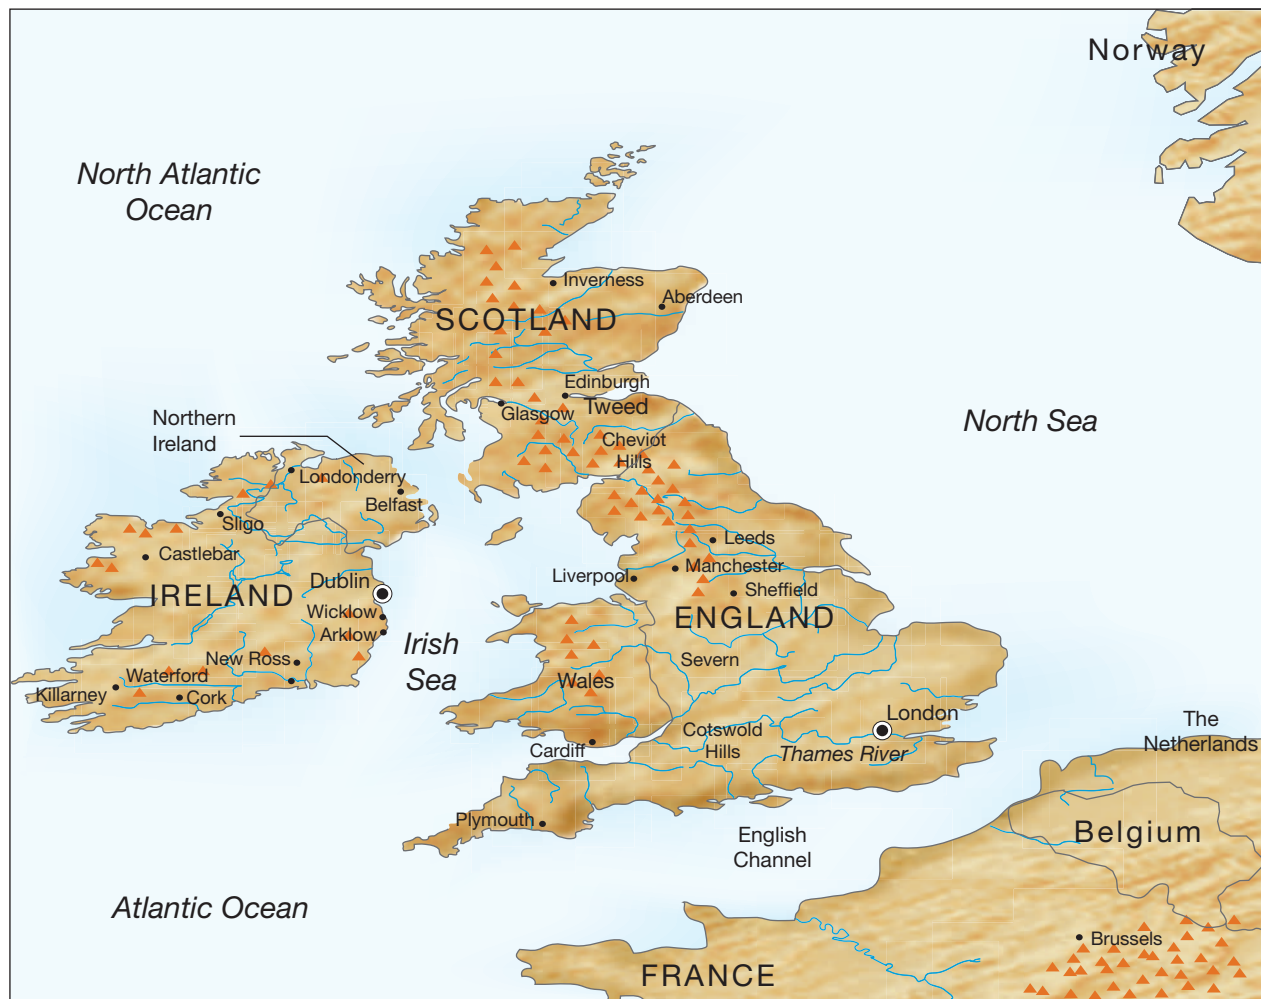 Norway
North Atlantic
Ocean
Inverness
Aberdeen
SCOTLAND
Edinburgh
Glasgow
Tweed
Northern
Ireland
North Sea
Cheviot
Hills
Londonderry
Belfast
Sligo
Leeds
Castlebar
Manchester
Liverpool
Dublin
Sheffield
IRELAND
Wicklow
ENGLAND
Arklow
Irish
Sea
New Ross
Severn
Waterford
Wales
Killarney
Cork
London
The
Netherlands
Cotswold
Hills
Cardiff
Thames River
Plymouth
English
Channel
Belgium
Atlantic Ocean
Brussels
FRANCE